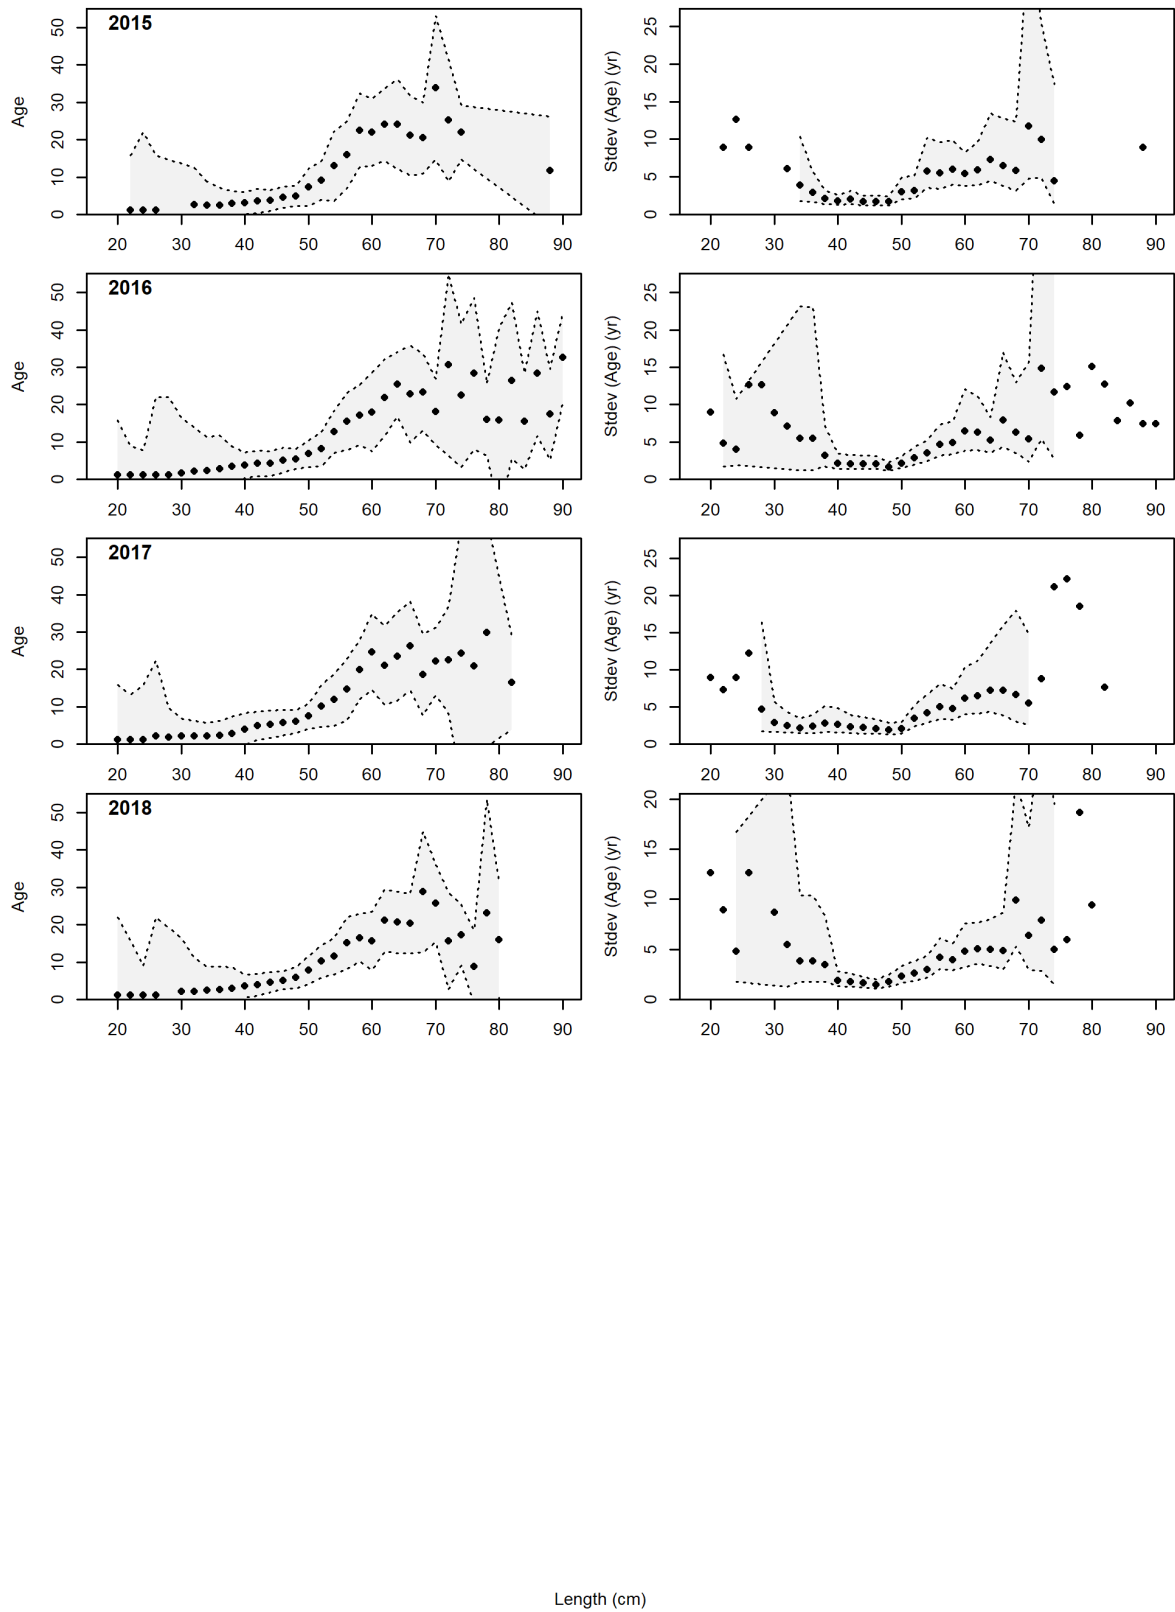 2015
Age
0 10 20 30 40 50
20 30 40 50 60 70 80 90
Stdev (Age) (yr)
0 5 10 15 20 25
20 30 40 50 60 70 80 90
2016
Age
0 10 20 30 40 50
20 30 40 50 60 70 80 90
Stdev (Age) (yr)
0 5 10 15 20 25
20 30 40 50 60 70 80 90
2017
Age
0 10 20 30 40 50
20 30 40 50 60 70 80 90
Stdev (Age) (yr)
0 5 10 15 20 25
20 30 40 50 60 70 80 90
2018
Age
0 10 20 30 40 50
20 30 40 50 60 70 80 90
Stdev (Age) (yr)
0 5 10 15 20
20 30 40 50 60 70 80 90
Length (cm)